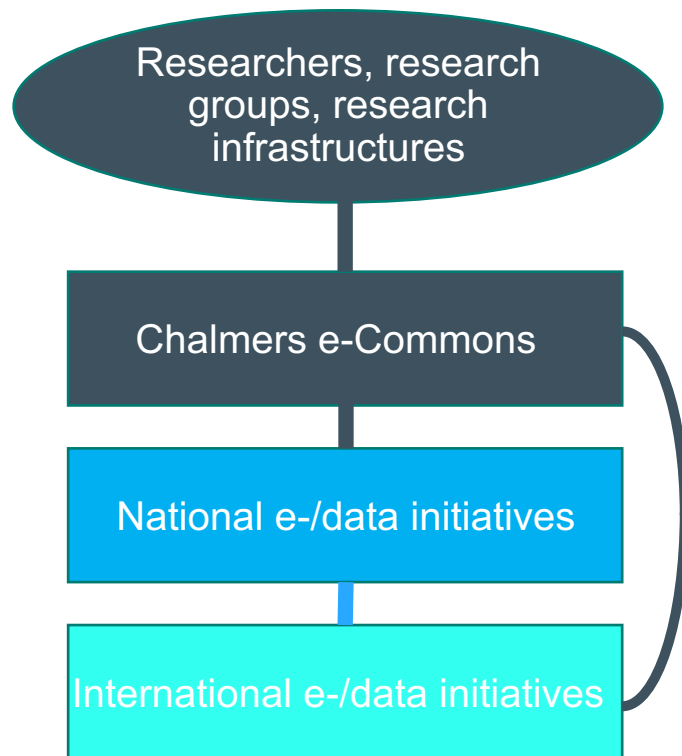 Researchers, research
groups, research
infrastructures
Chalmers e-Commons
National e-/data initiatives
International e-/data initiatives